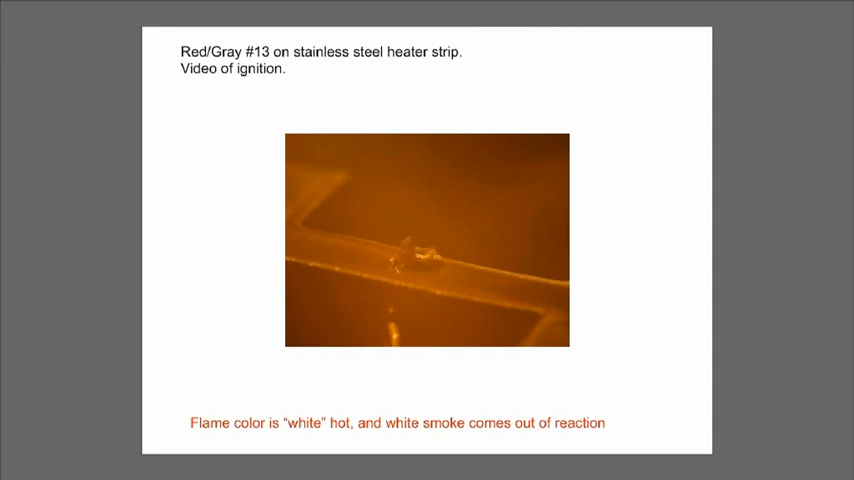 Red/Gray #13 on stainless steel heater strip.
Video of ignition.
Flame color is “white” hot, and white smoke comes out of reaction